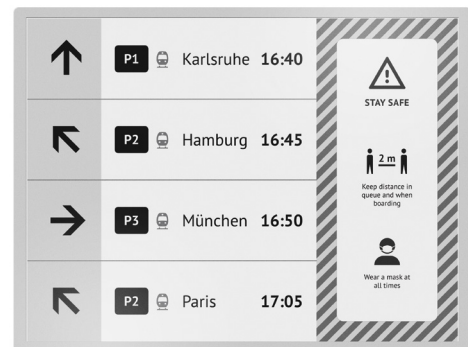 P1 Karlsruhe 16:40
P2 Hamburg 16:45
P3 München 16:50
P2 Paris 17:05
STAY SAFE
2 m
Keep distance in
queue and when
boarding
Wear a mask at
all times